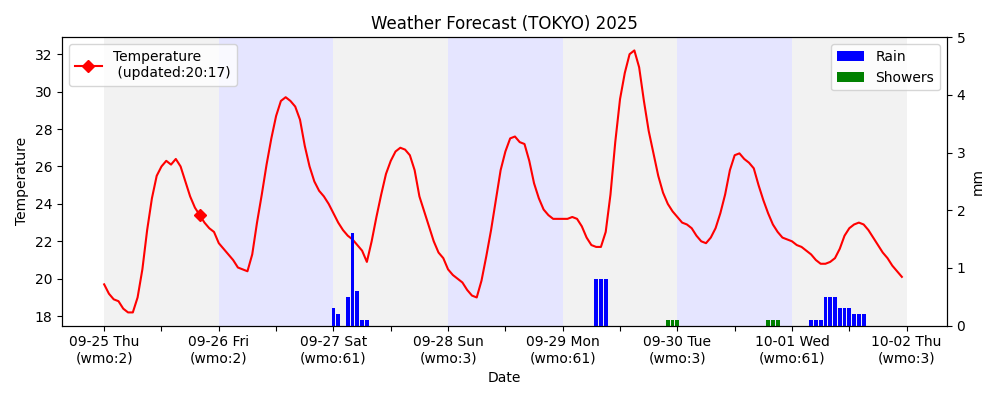 Weather Forecast (TOKYO) 2025
Temperature
(updated:20:17)
Rain
Showers
32
30
28
26
24
22
20
18
Temperature
5
4
3
2
1
0
mm
09-25 Thu
(wmo:2)
09-26 Fri
(wmo:2)
09-27 Sat
(wmo:61)
09-28 Sun
(wmo:3)
09-29 Mon
(wmo:61)
09-30 Tue
(wmo:3)
10-01 Wed
(wmo:61)
10-02 Thu
(wmo:3)
Date